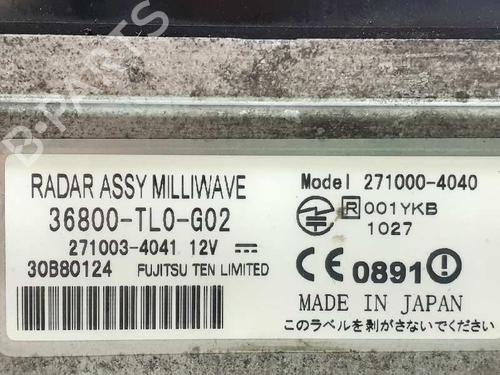 B-PARTS
RADAR ASSY MILLIWAVE
36800-TL0-G02
271003-4041 12V
30B80124 FUJITSU TEN LIMITED
Model 271000-4040
R 001YKB
1027
CE 0891
MADE IN JAPAN
このラベルを剥がさないでください